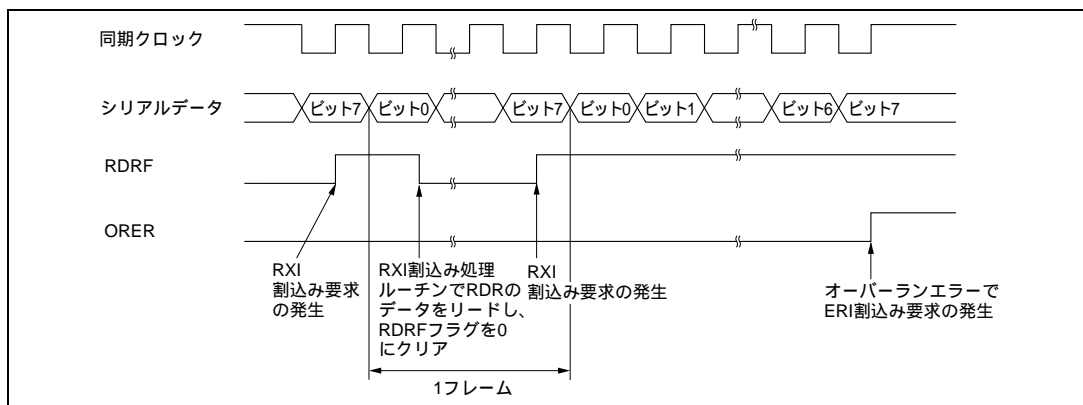 同期クロック
シリアルデータ
ビット7
ビット0
ビット7
ビット0
ビット1
ビット6
ビット7
RDRF
ORER
RXI
割込み要求
の発生
RXI割込み処理
ルーチンでRDRの
データをリードし、
RDRFフラグを0
にクリア
RXI
割込み要求の発生
オーバーランエラーで
ERI割込み要求の発生
1フレーム